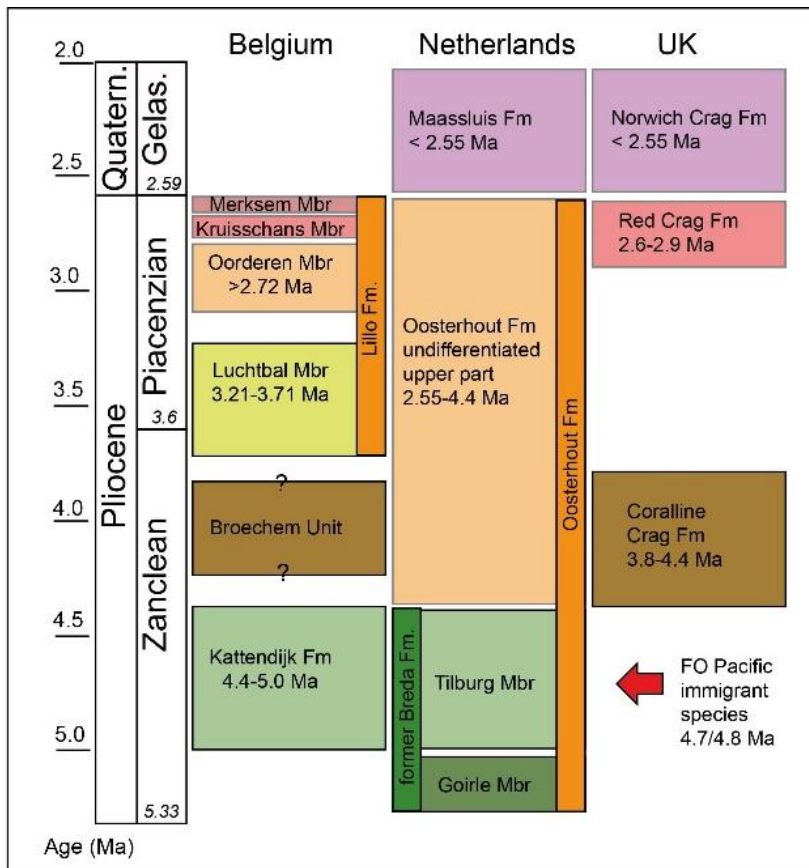 Belgium
Netherlands
UK
2.0
2.5
3.0
3.5
4.0
4.5
5.0
Age (Ma)
Quatern.
Pliocene
Gelas.
2.59
Piacenzian
3.6
Zanclean
5.33
Merksem Mbr
Kruisschans Mbr
Oorderen Mbr
>2.72 Ma
Luchtbal Mbr
3.21-3.71 Ma
Lillo Fm.
?
Broechem Unit
?
Kattendijk Fm
4.4-5.0 Ma
Maassluis Fm
< 2.55 Ma
Oosterhout Fm
undifferentiated
upper part
2.55-4.4 Ma
Oosterhout Fm
former Breda Fm.
Tilburg Mbr
Goirle Mbr
Norwich Crag Fm
< 2.55 Ma
Red Crag Fm
2.6-2.9 Ma
Coralline
Crag Fm
3.8-4.4 Ma
FO Pacific
immigrant
species
4.7/4.8 Ma